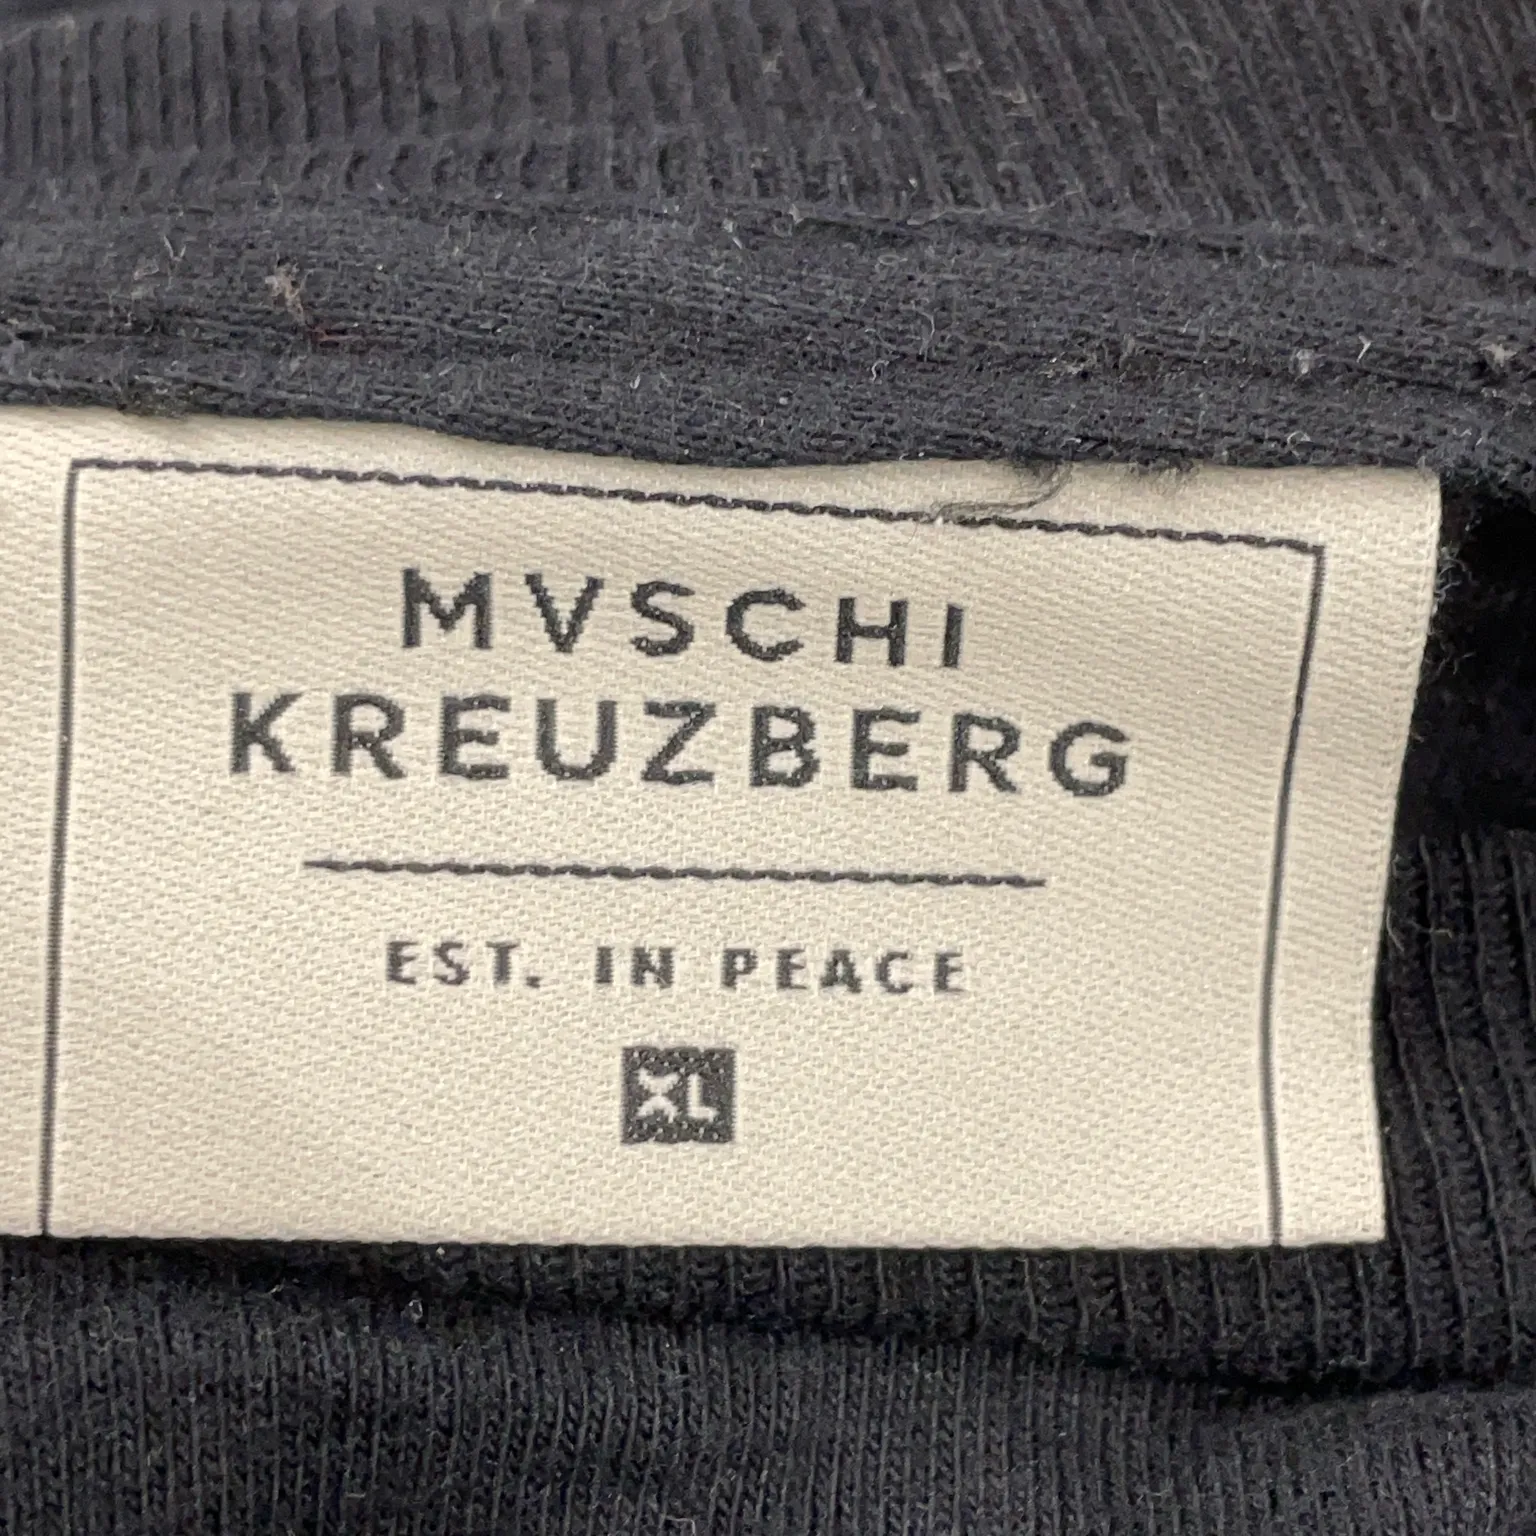 MVSCHI
KREUZBERG
EST. IN PEACE
XL